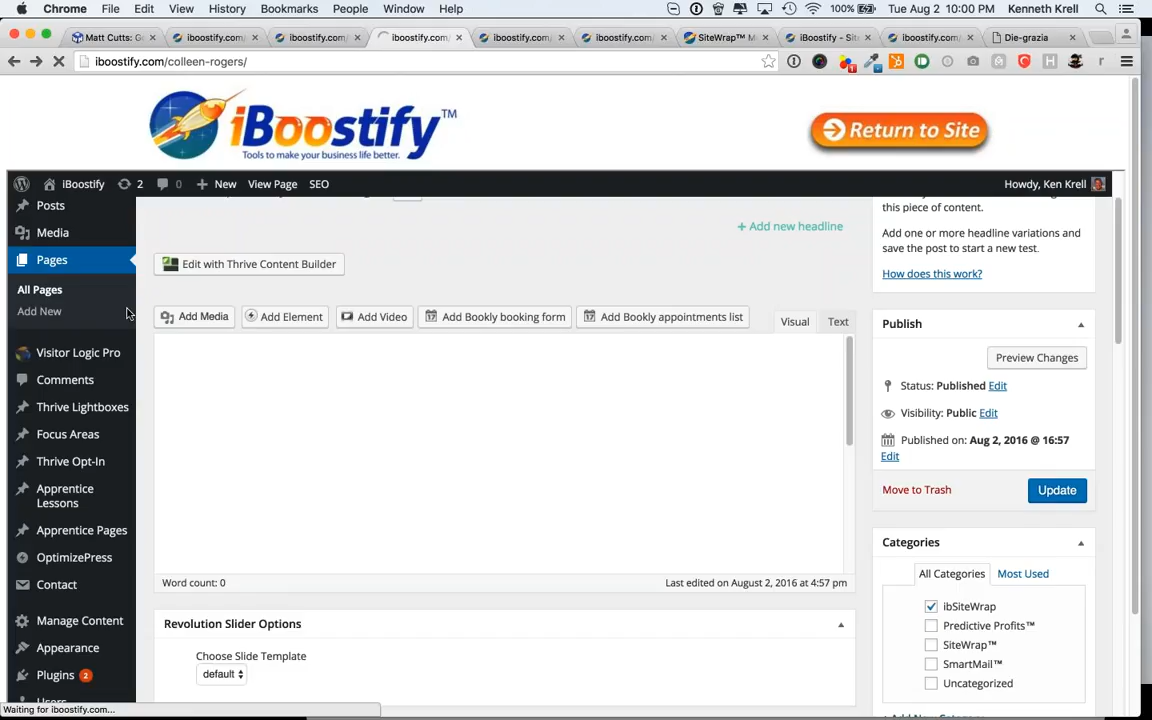 Chrome File Edit View History Bookmarks People Window Help 100% Tue Aug 2 10:00 PM Kenneth Krell
Matt Cutts: G iboostify.com/ iboostify.com/ iboostify.com/ iboostify.com/ iboostify.com/ SiteWrap™ M iBoostify - Site iboostify.com/ Die-grazia
iboostify.com/colleen-rogers/
iBoostify™
Tools to make your business life better.
Return to Site
iBoostify 2 0 New View Page SEO Howdy, Ken Krell
Posts
Media
Pages
All Pages
Add New
Visitor Logic Pro
Comments
Thrive Lightboxes
Focus Areas
Thrive Opt-In
Apprentice
Lessons
Apprentice Pages
OptimizePress
Contact
Manage Content
Appearance
Plugins 2
+ Add new headline
Edit with Thrive Content Builder
Add Media Add Element Add Video 17 Add Bookly booking form 17 Add Bookly appointments list Visual Text
Word count: 0 Last edited on August 2, 2016 at 4:57 pm
Revolution Slider Options
Choose Slide Template
default
this piece of content.
Add one or more headline variations and
save the post to start a new test.
How does this work?
Publish
Preview Changes
Status: Published Edit
Visibility: Public Edit
Published on: Aug 2, 2016 @ 16:57
Edit
Move to Trash Update
Categories
All Categories Most Used
ibSiteWrap
Predictive Profits™
SiteWrap™
SmartMail™
Uncategorized
Waiting for iboostify.com...